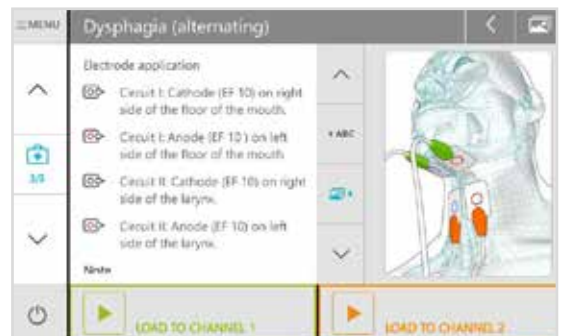 MENU
Dysphagia (alternating)
Electrode application
Circuit I: Cathode (EF 10) on right
side of the floor of the mouth.
Circuit I: Anode (EF 10 ) on left
side of the floor of the mouth
Circuit II: Cathode (EF 10) on right
side of the larynx.
Circuit II: Anode (EF 10) on left
side of the larynx.
Note
ABC
3/3
LOAD TO CHANNEL 1
LOAD TO CHANNEL 2